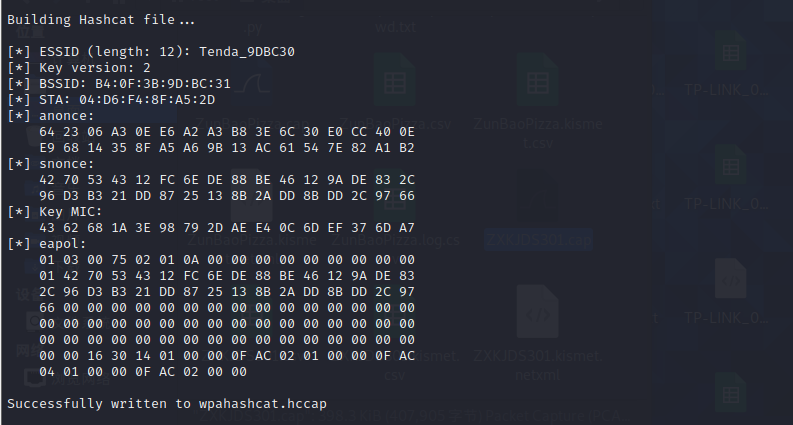 Building Hashcat file...
[*] ESSID (length: 12): Tenda_9DBC30
[*] Key version: 2
[*] BSSID: B4:0F:3B:9D:BC:31
[*] STA: 04:D6:F4:8F:A5:2D
[*] anonce:
64 23 06 A3 0E E6 A2 A3 B8 3E 6C 30 E0 CC 40 0E
E9 68 14 35 8F A5 A6 9B 13 AC 61 54 7E 82 A1 B2
[*] snonce:
42 70 53 43 12 FC 6E DE 88 BE 46 12 9A DE 83 2C
96 D3 B3 21 DD 87 25 13 8B 2A DD 8B DD 2C 97 66
[*] Key MIC:
43 62 68 1A 3E 98 79 2D AE E4 0C 6D EF 37 6D A7
[*] eapol:
01 03 00 75 02 01 0A 00 00 00 00 00 00 00 00 00
01 42 70 53 43 12 FC 6E DE 88 BE 46 12 9A DE 83
2C 96 D3 B3 21 DD 87 25 13 8B 2A DD 8B DD 2C 97
66 00 00 00 00 00 00 00 00 00 00 00 00 00 00 00
00 00 00 00 00 00 00 00 00 00 00 00 00 00 00 00
00 00 00 00 00 00 00 00 00 00 00 00 00 00 00 00
00 00 16 30 14 01 00 00 0F AC 02 01 00 00 0F AC
04 01 00 00 0F AC 02 00 00
Successfully written to wpahashcat.hccap
py
wd.txt
TP-LINK_0...
ZunBaoPizza.csv
ZunBaoPizza.kisme
t.csv
TP-LINK_0...
ZunBaoPizza.kisme
ZunBaoPizza.log.cs
ZXKJD5301.cap
TP-LINK_0...
ZXKJD5301.kismet.
netxml